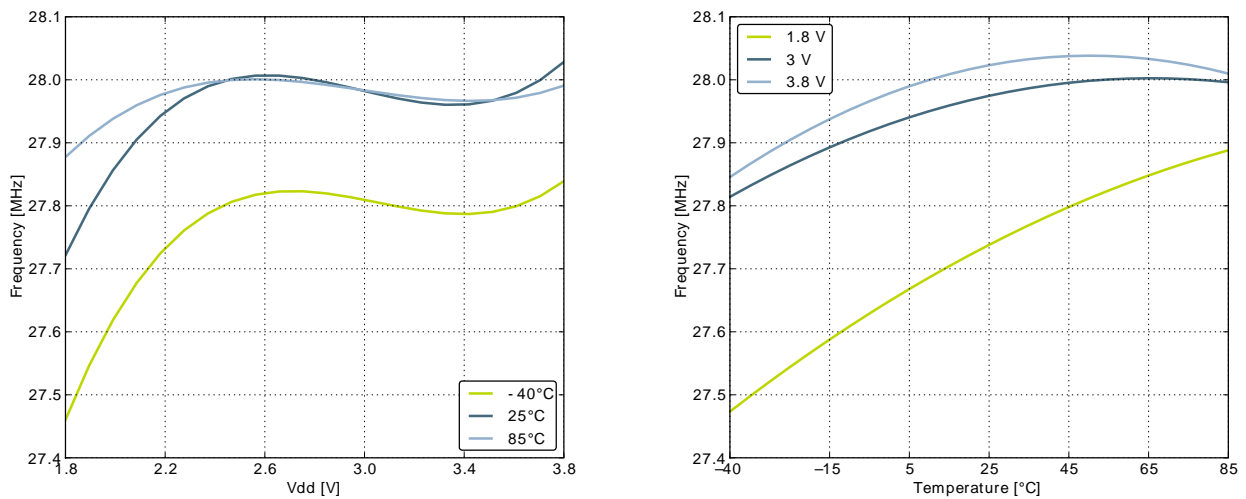 28.1
28.0
27.9
27.8
27.7
27.6
27.5
27.4
Frequency [MHz]
1.8 2.2 2.6 3.0 3.4 3.8
Vdd [V]
- 40°C
25°C
85°C
28.1
28.0
27.9
27.8
27.7
27.6
27.5
27.4
Frequency [MHz]
–40 –15 5 25 45 65 85
Temperature [°C]
1.8 V
3 V
3.8 V